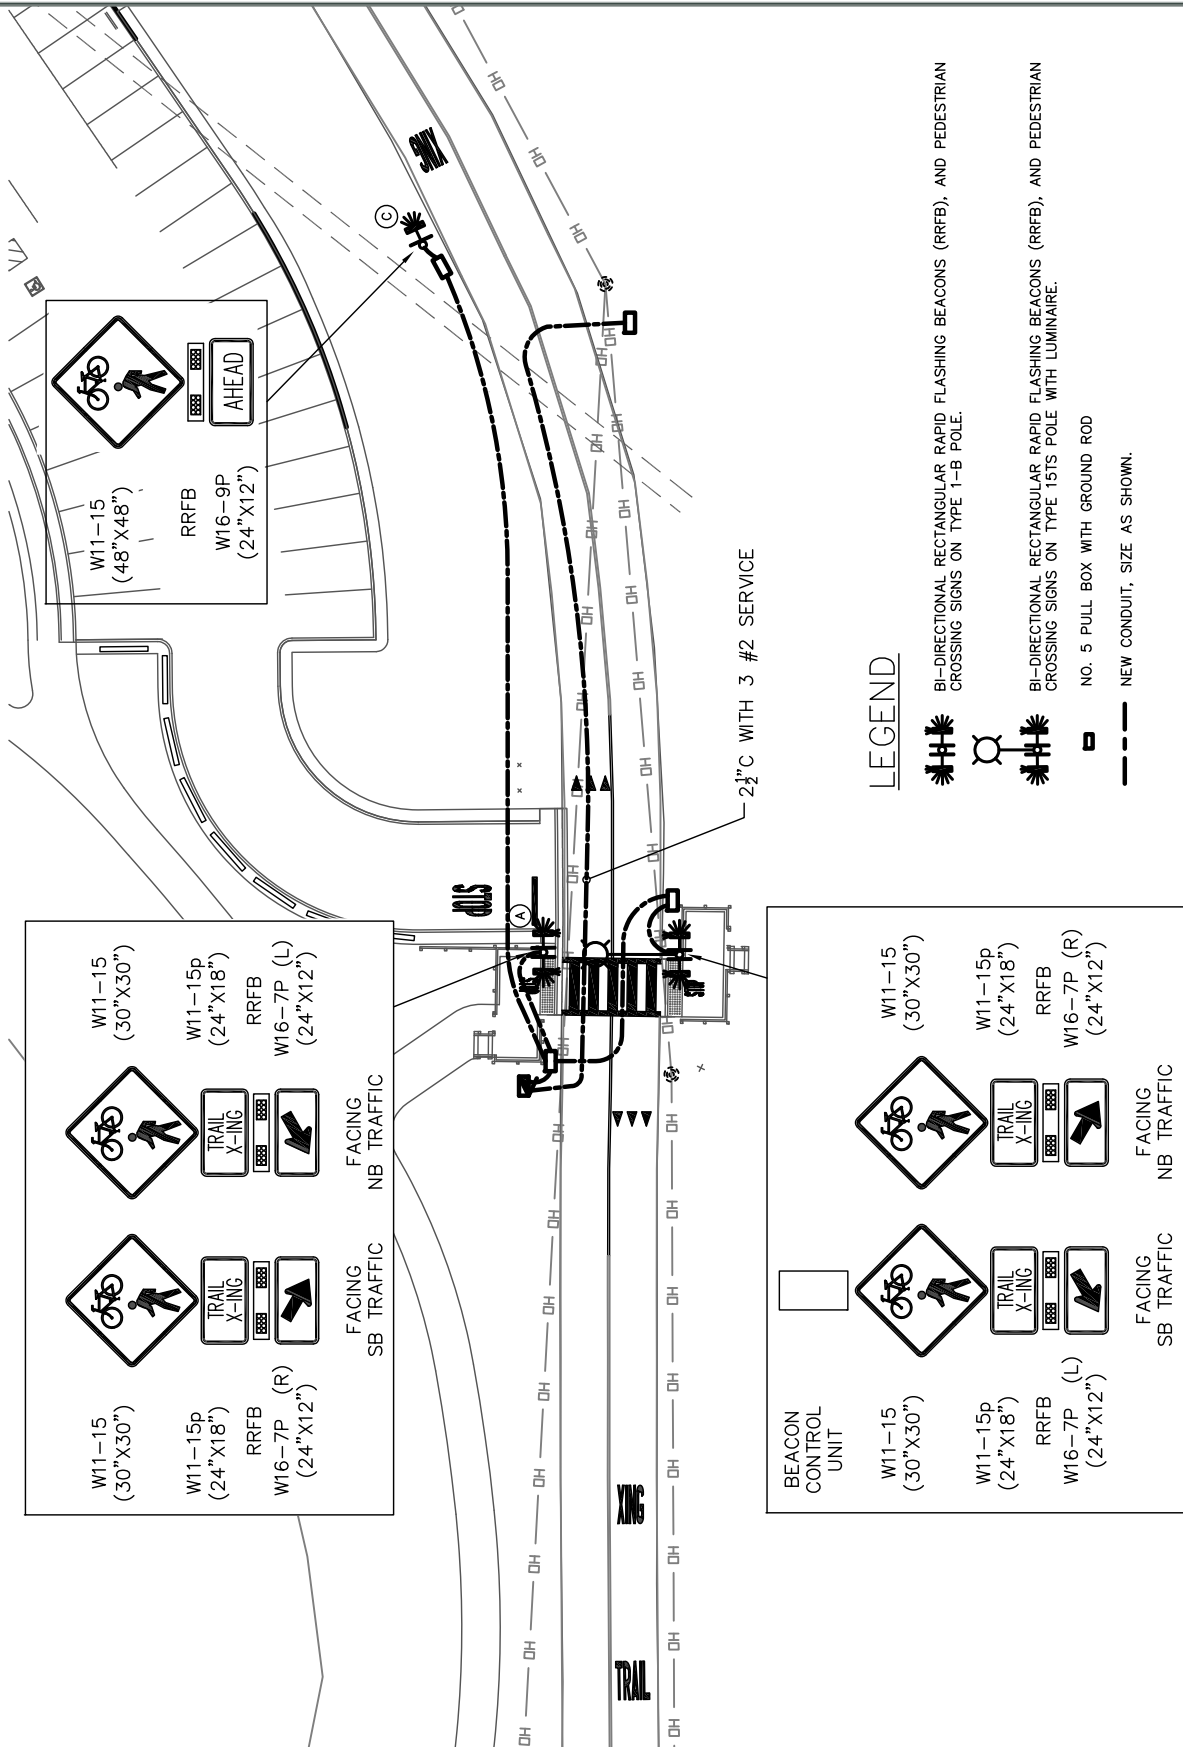 W11-15
(48"X48")
RRFB
W16-9P
(24"X12")
AHEAD
C
XING
2½"C WITH 3 #2 SERVICE
STOP
A
W11-15
(30"X30")
W11-15p
(24"X18")
RRFB
W16-7P (R)
(24"X12")
TRAIL
X-ING
FACING
SB TRAFFIC
TRAIL
X-ING
FACING
NB TRAFFIC
W11-15
(30"X30")
W11-15p
(24"X18")
RRFB
W16-7P (L)
(24"X12")
TRAIL
XING
BEACON
CONTROL
UNIT
W11-15
(30"X30")
W11-15p
(24"X18")
RRFB
W16-7P (L)
(24"X12")
TRAIL
X-ING
FACING
SB TRAFFIC
TRAIL
X-ING
FACING
NB TRAFFIC
W11-15
(30"X30")
W11-15p
(24"X18")
RRFB
W16-7P (R)
(24"X12")
LEGEND
BI-DIRECTIONAL RECTANGULAR RAPID FLASHING BEACONS (RRFB), AND PEDESTRIAN
CROSSING SIGNS ON TYPE 1-B POLE.
BI-DIRECTIONAL RECTANGULAR RAPID FLASHING BEACONS (RRFB), AND PEDESTRIAN
CROSSING SIGNS ON TYPE 15TS POLE WITH LUMINAIRE.
NO. 5 PULL BOX WITH GROUND ROD
NEW CONDUIT, SIZE AS SHOWN.